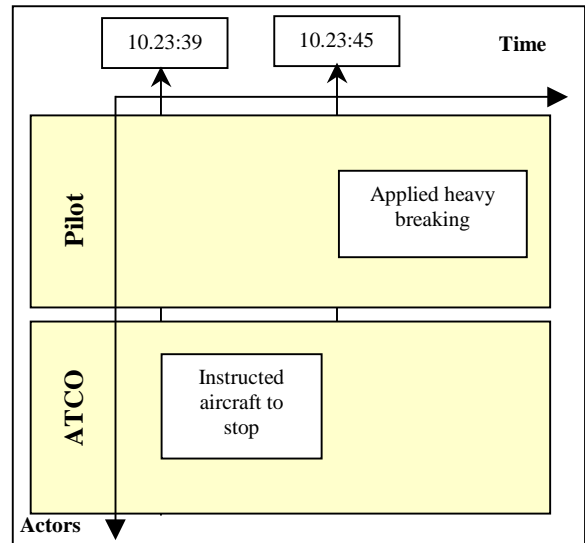 10.23:39
10.23:45
Time
Pilot
Applied heavy
breaking
ATCO
Instructed
aircraft to
stop
Actors